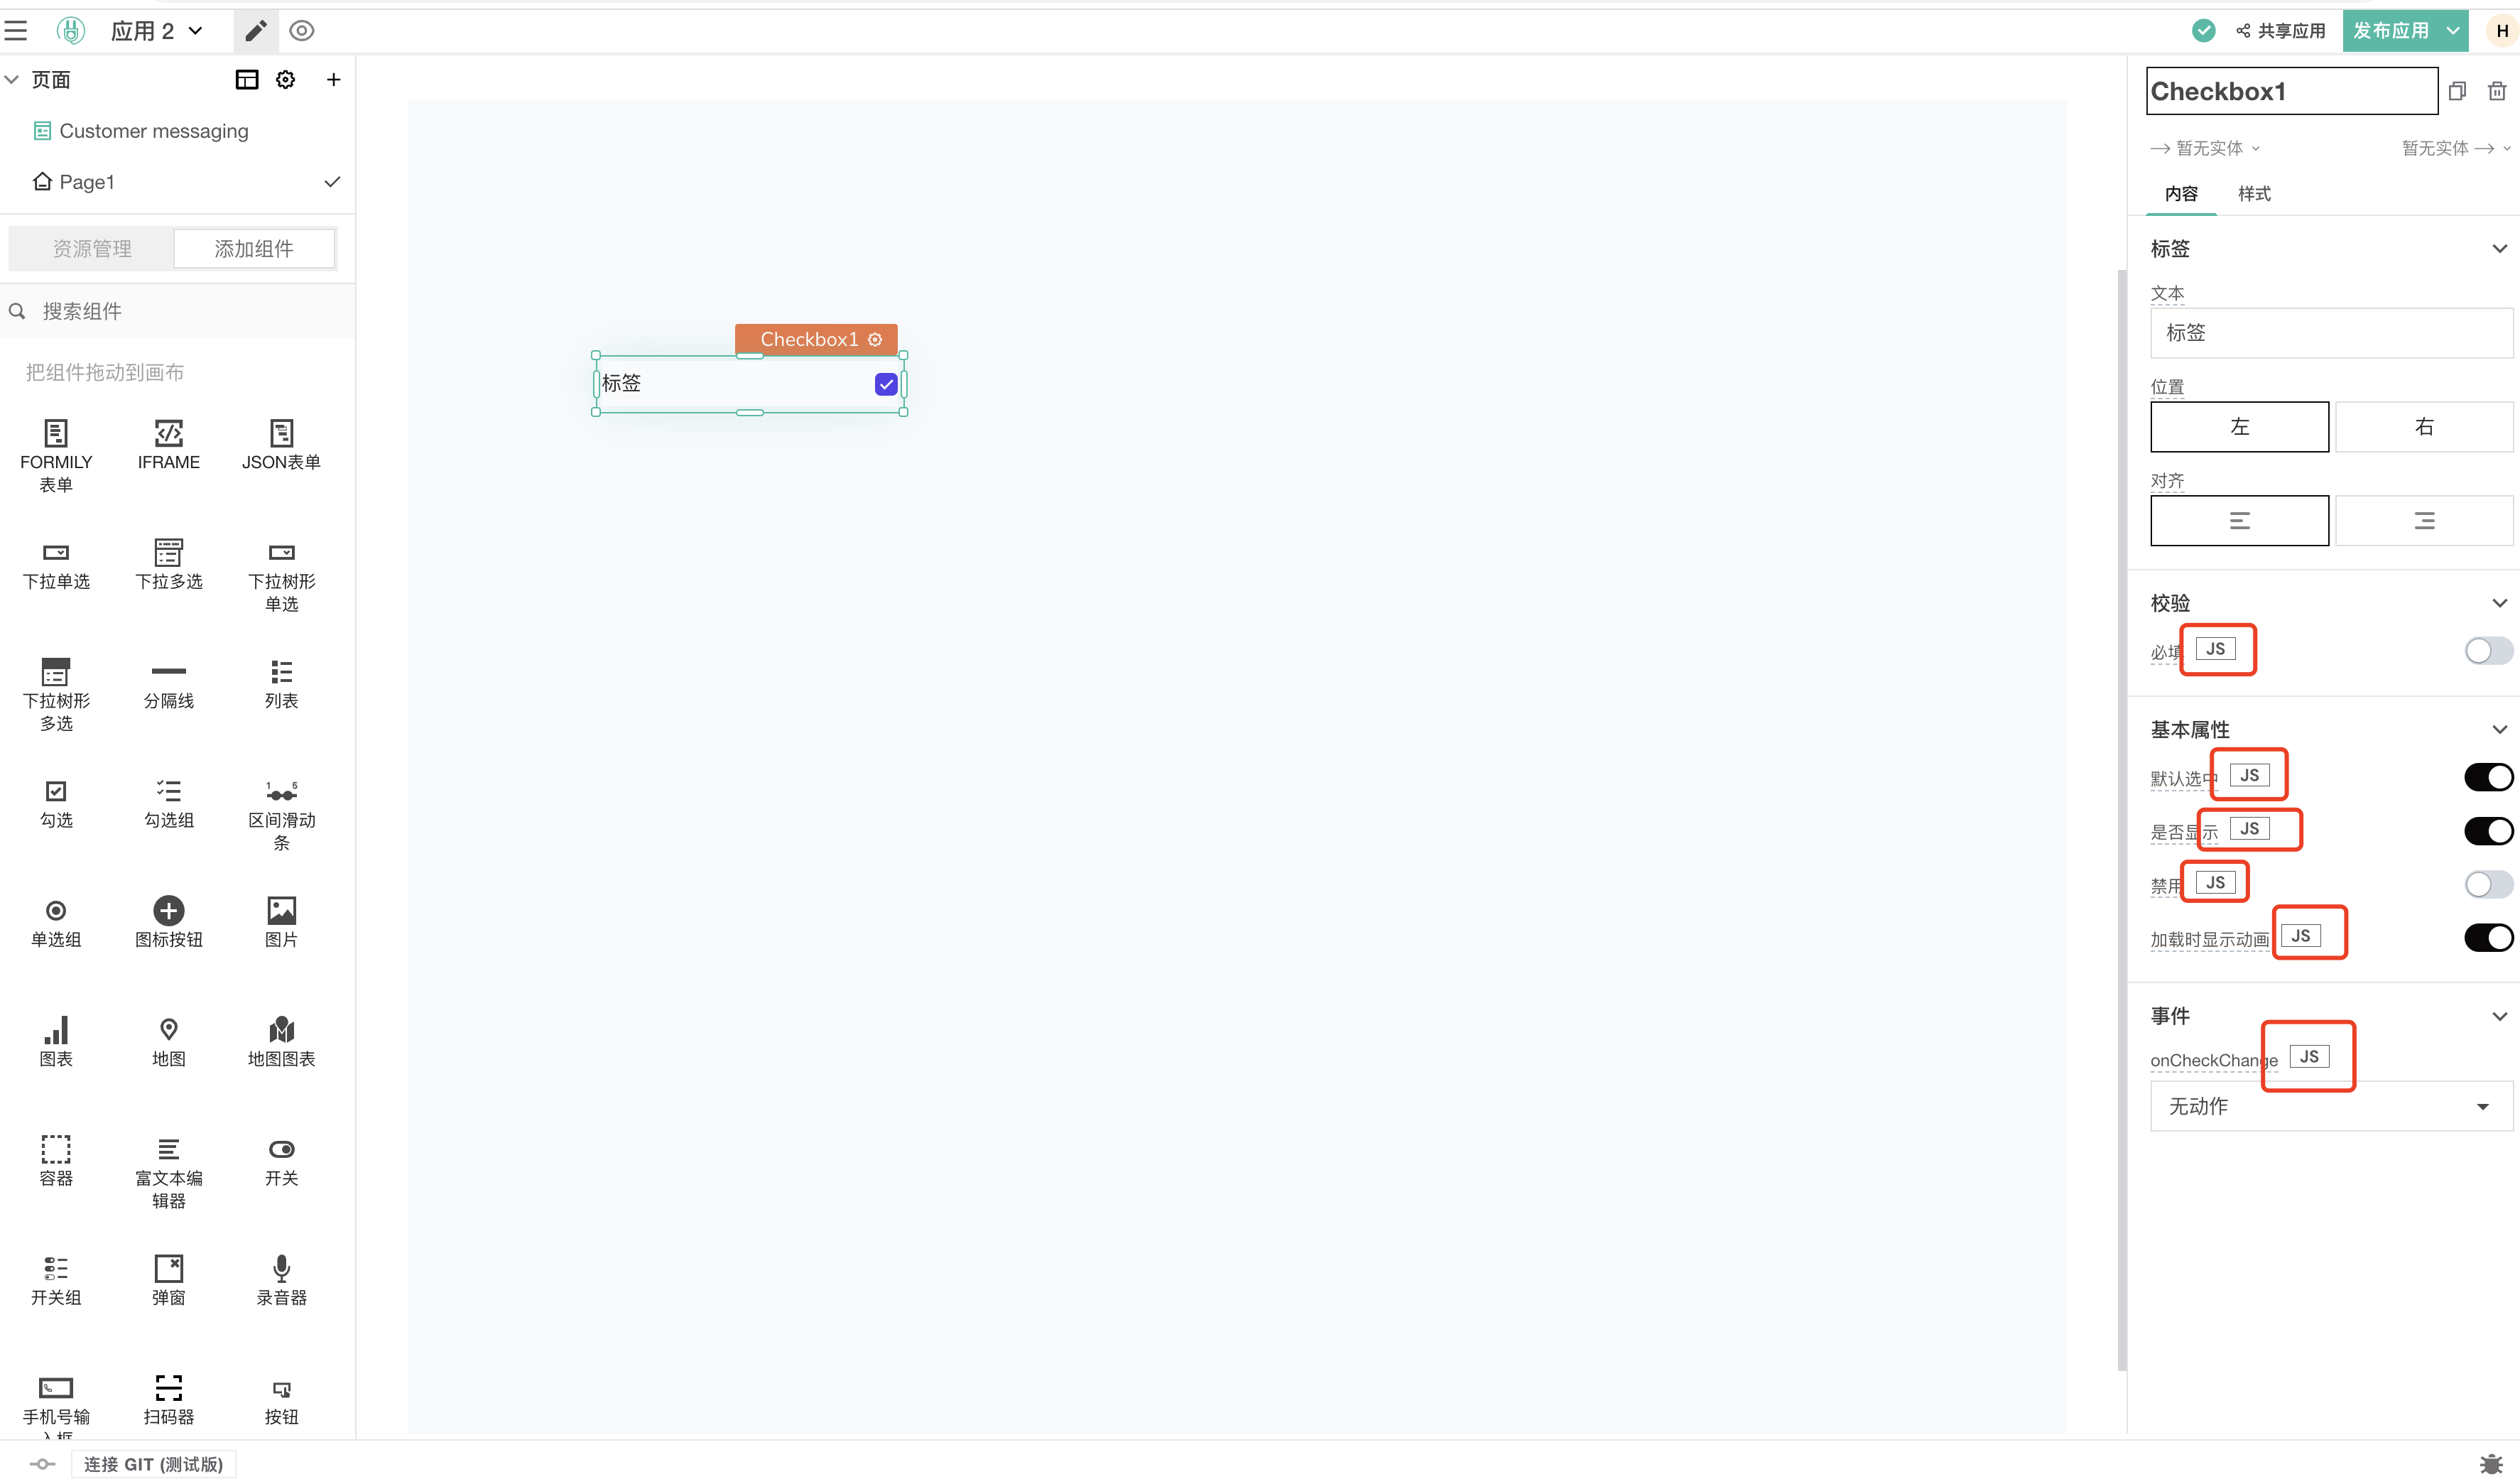 应用 2
共享应用
发布应用
H
页面
Customer messaging
Page1
资源管理
添加组件
搜索组件
把组件拖动到画布
FORMILY
表单
IFRAME
JSON表单
下拉单选
下拉多选
下拉树形
单选
下拉树形
多选
分隔线
列表
勾选
勾选组
1 5
区间滑动
条
单选组
图标按钮
图片
图表
地图
地图图表
容器
富文本编
辑器
开关
开关组
弹窗
录音器
手机号输
入框
扫码器
按钮
连接 GIT (测试版)
Checkbox1
标签
Checkbox1
暂无实体
暂无实体
内容
样式
标签
文本
标签
位置
左
右
对齐
校验
必填 JS
基本属性
默认选中 JS
是否显示 JS
禁用 JS
加载时显示动画 JS
事件
onCheckChange JS
无动作